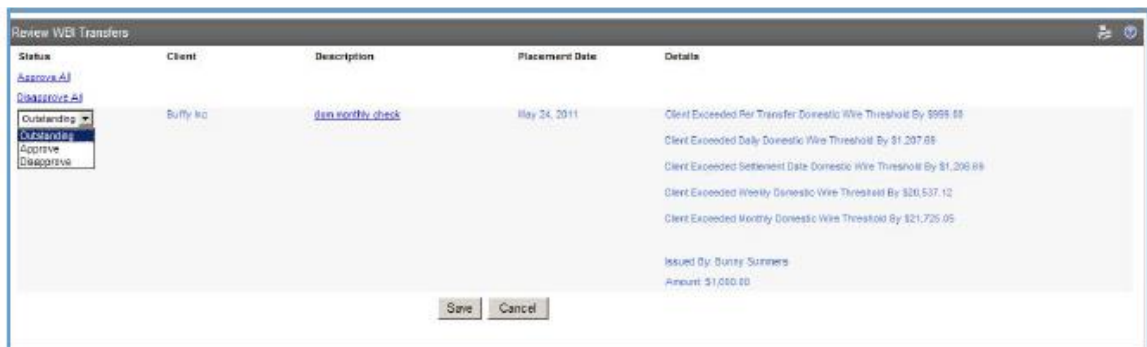 Review WBI Transfers
Status Client Description Placement Date Details
Approve All
Disapprove All
Outstanding Buffy Inc dom monthly check May 24, 2011 Client Exceeded Per Transfer Domestic Wire Threshold By $999.00
Outstanding
Approve
Disapprove
Client Exceeded Daily Domestic Wire Threshold By $1,207.69
Client Exceeded Settlement Date Domestic Wire Threshold By $1,206.69
Client Exceeded Weekly Domestic Wire Threshold By $20,537.12
Client Exceeded Monthly Domestic Wire Threshold By $21,725.05
Issued By: Bunny Summers
Amount: $1,000.00
Save Cancel